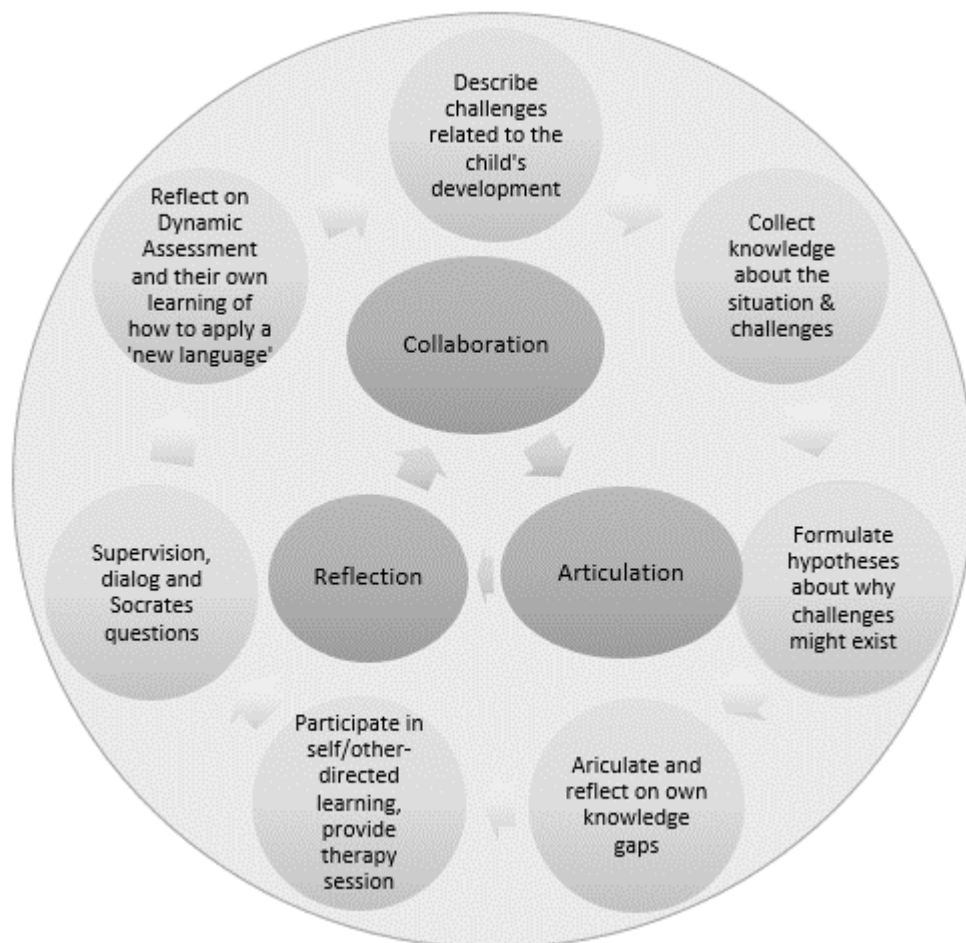 Describe
challenges
related to the
child's
development
Collect
knowledge
about the
situation &
challenges
Formulate
hypotheses
about why
challenges
might exist
Ariculate and
reflect on own
knowledge
gaps
Participate in
self/other-
directed
learning,
provide
therapy
session
Supervision,
dialog and
Socrates
questions
Reflect on
Dynamic
Assessment
and their own
learning of
how to apply a
'new language'
Collaboration
Articulation
Reflection